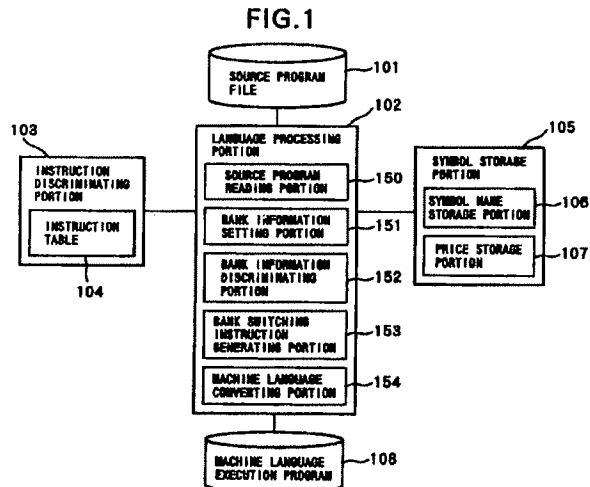 FIG.1
SOURCE PROGRAM
FILE
101
102
LANGUAGE PROCESSING
PORTION
SOURCE PROGRAM
READING PORTION
150
BANK INFORMATION
SETTING PORTION
151
BANK INFORMATION
DISCRIMINATING
PORTION
152
BANK SWITCHING
INSTRUCTION
GENERATING PORTION
153
MACHINE LANGUAGE
CONVERTING PORTION
154
103
INSTRUCTION
DISCRIMINATING
PORTION
INSTRUCTION
TABLE
104
105
SYMBOL STORAGE
PORTION
SYMBOL NAME
STORAGE PORTION
106
PRICE STORAGE
PORTION
107
MACHINE LANGUAGE
EXECUTION PROGRAM
108